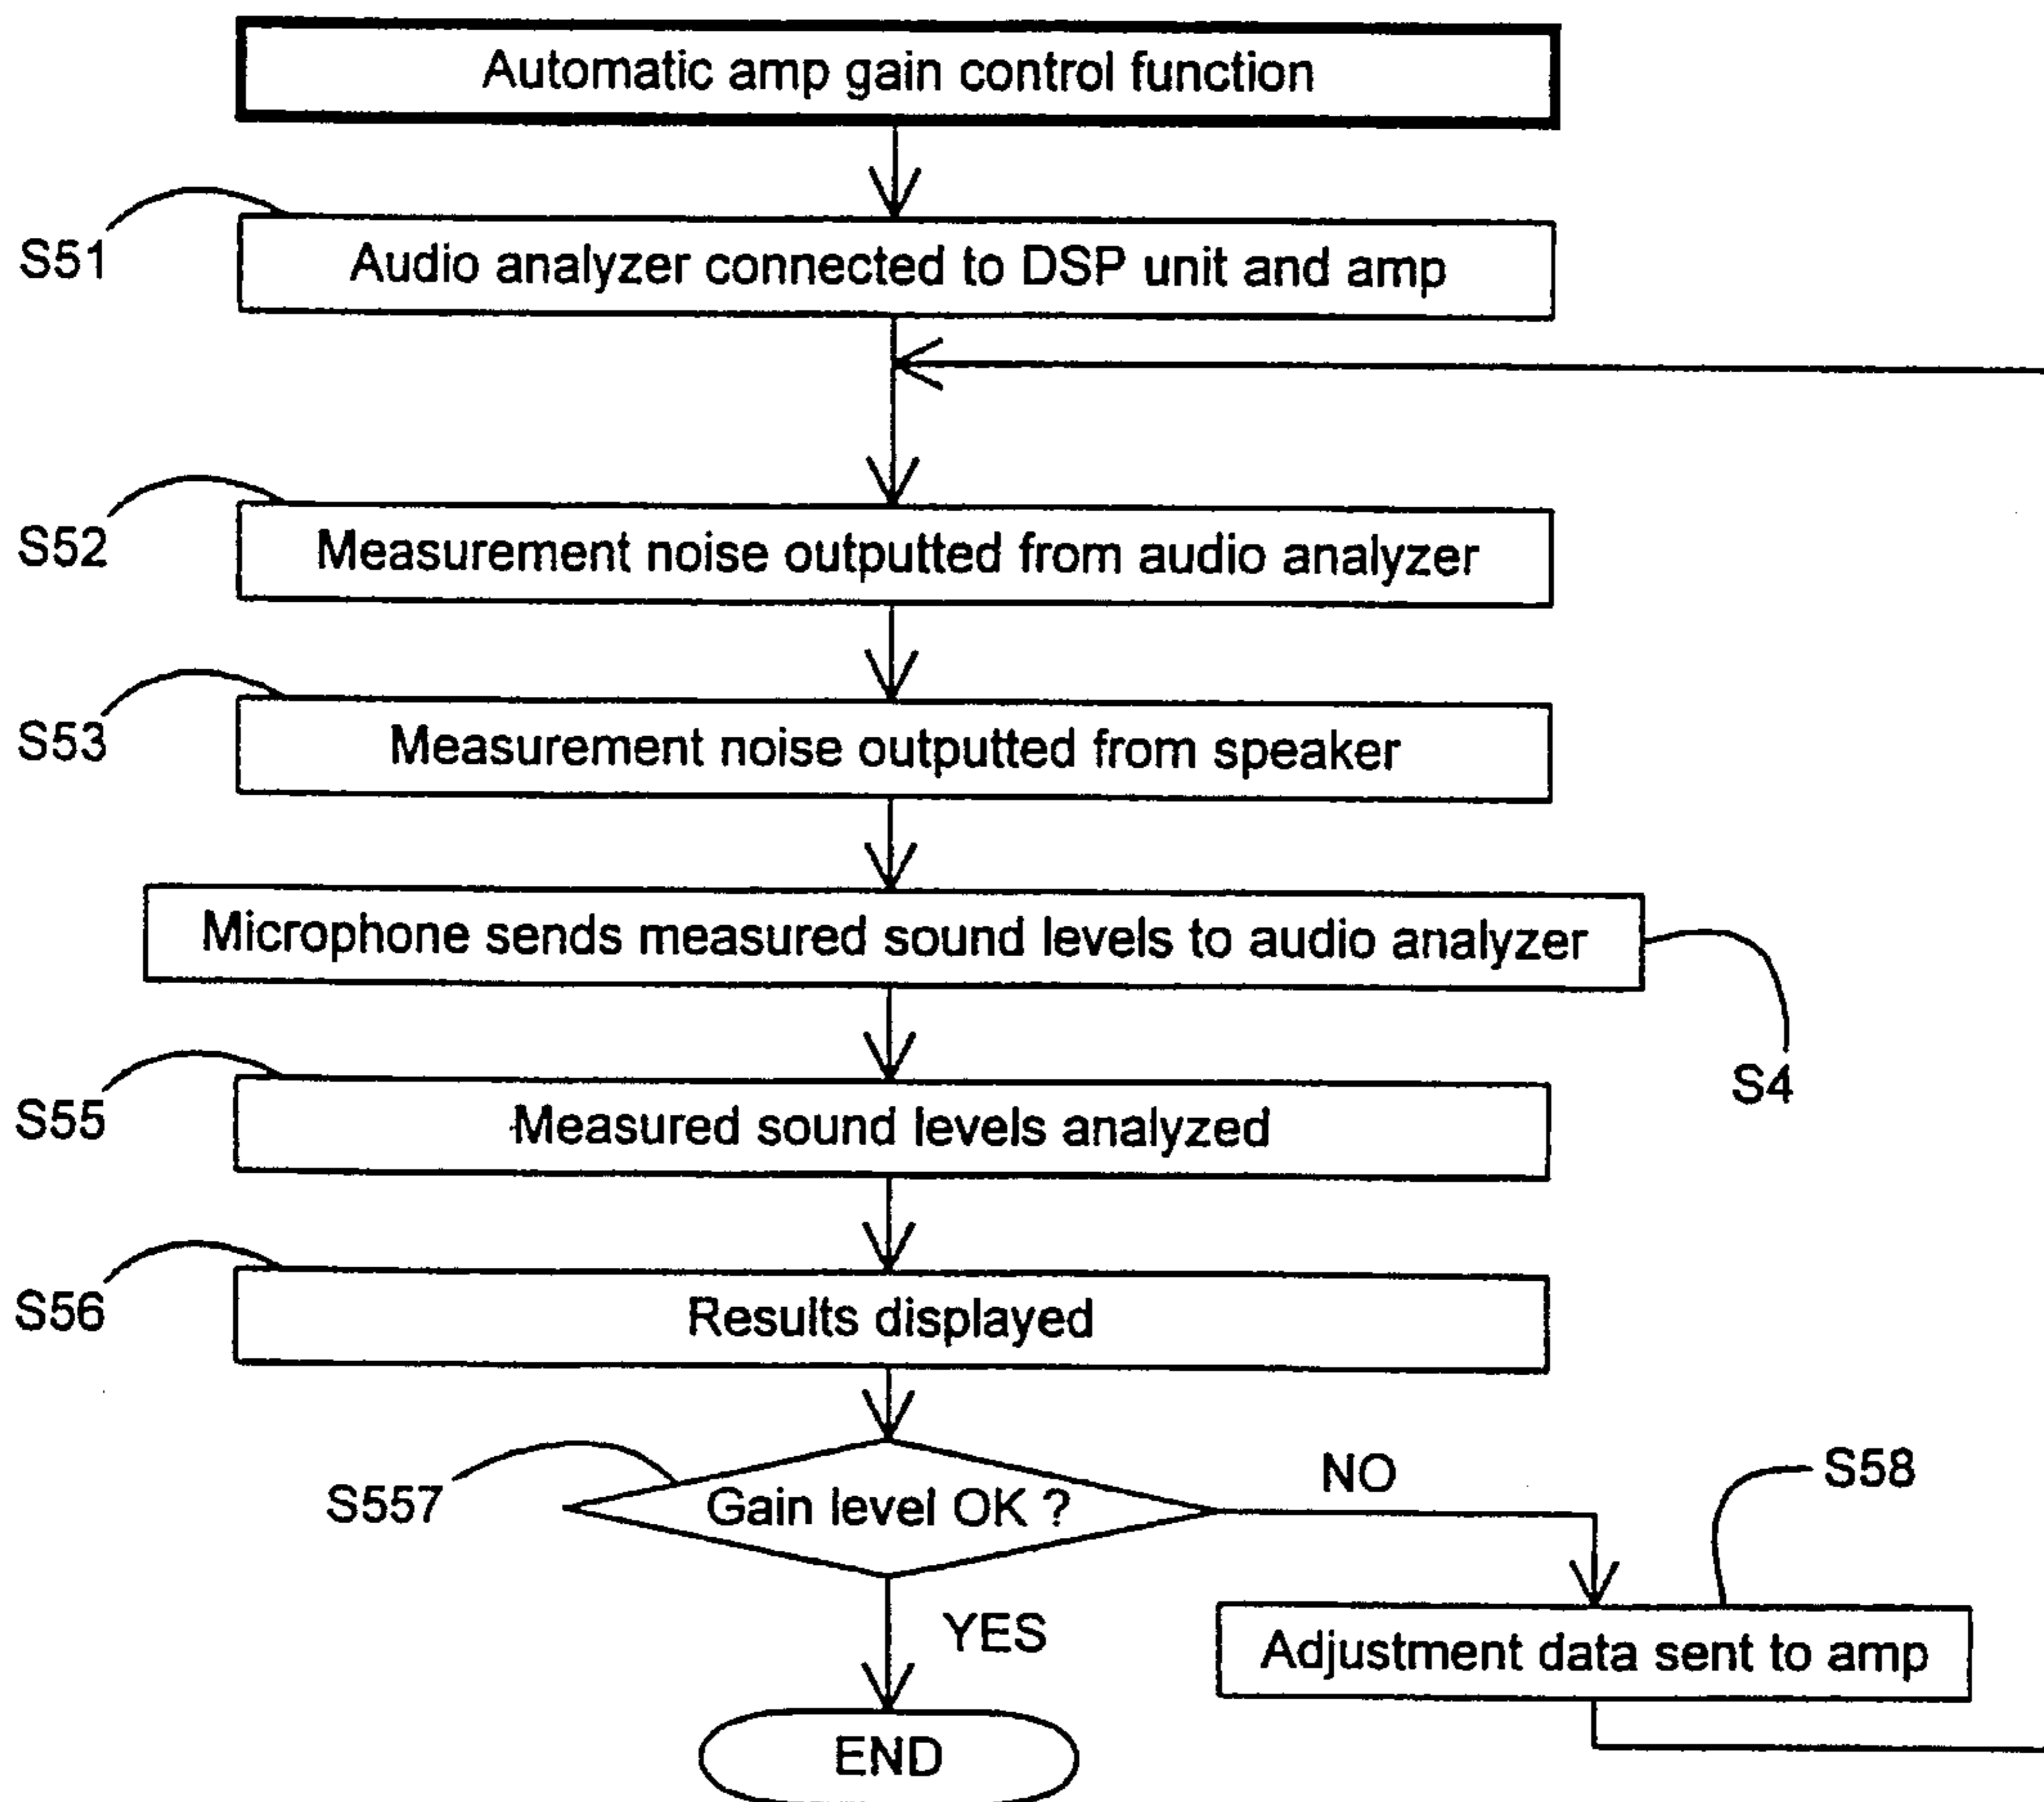 Automatic amp gain control function
S51
Audio analyzer connected to DSP unit and amp
S52
Measurement noise outputted from audio analyzer
S53
Measurement noise outputted from speaker
Microphone sends measured sound levels to audio analyzer
S4
S55
Measured sound levels analyzed
S56
Results displayed
S557
Gain level OK ?
NO
S58
YES
Adjustment data sent to amp
END